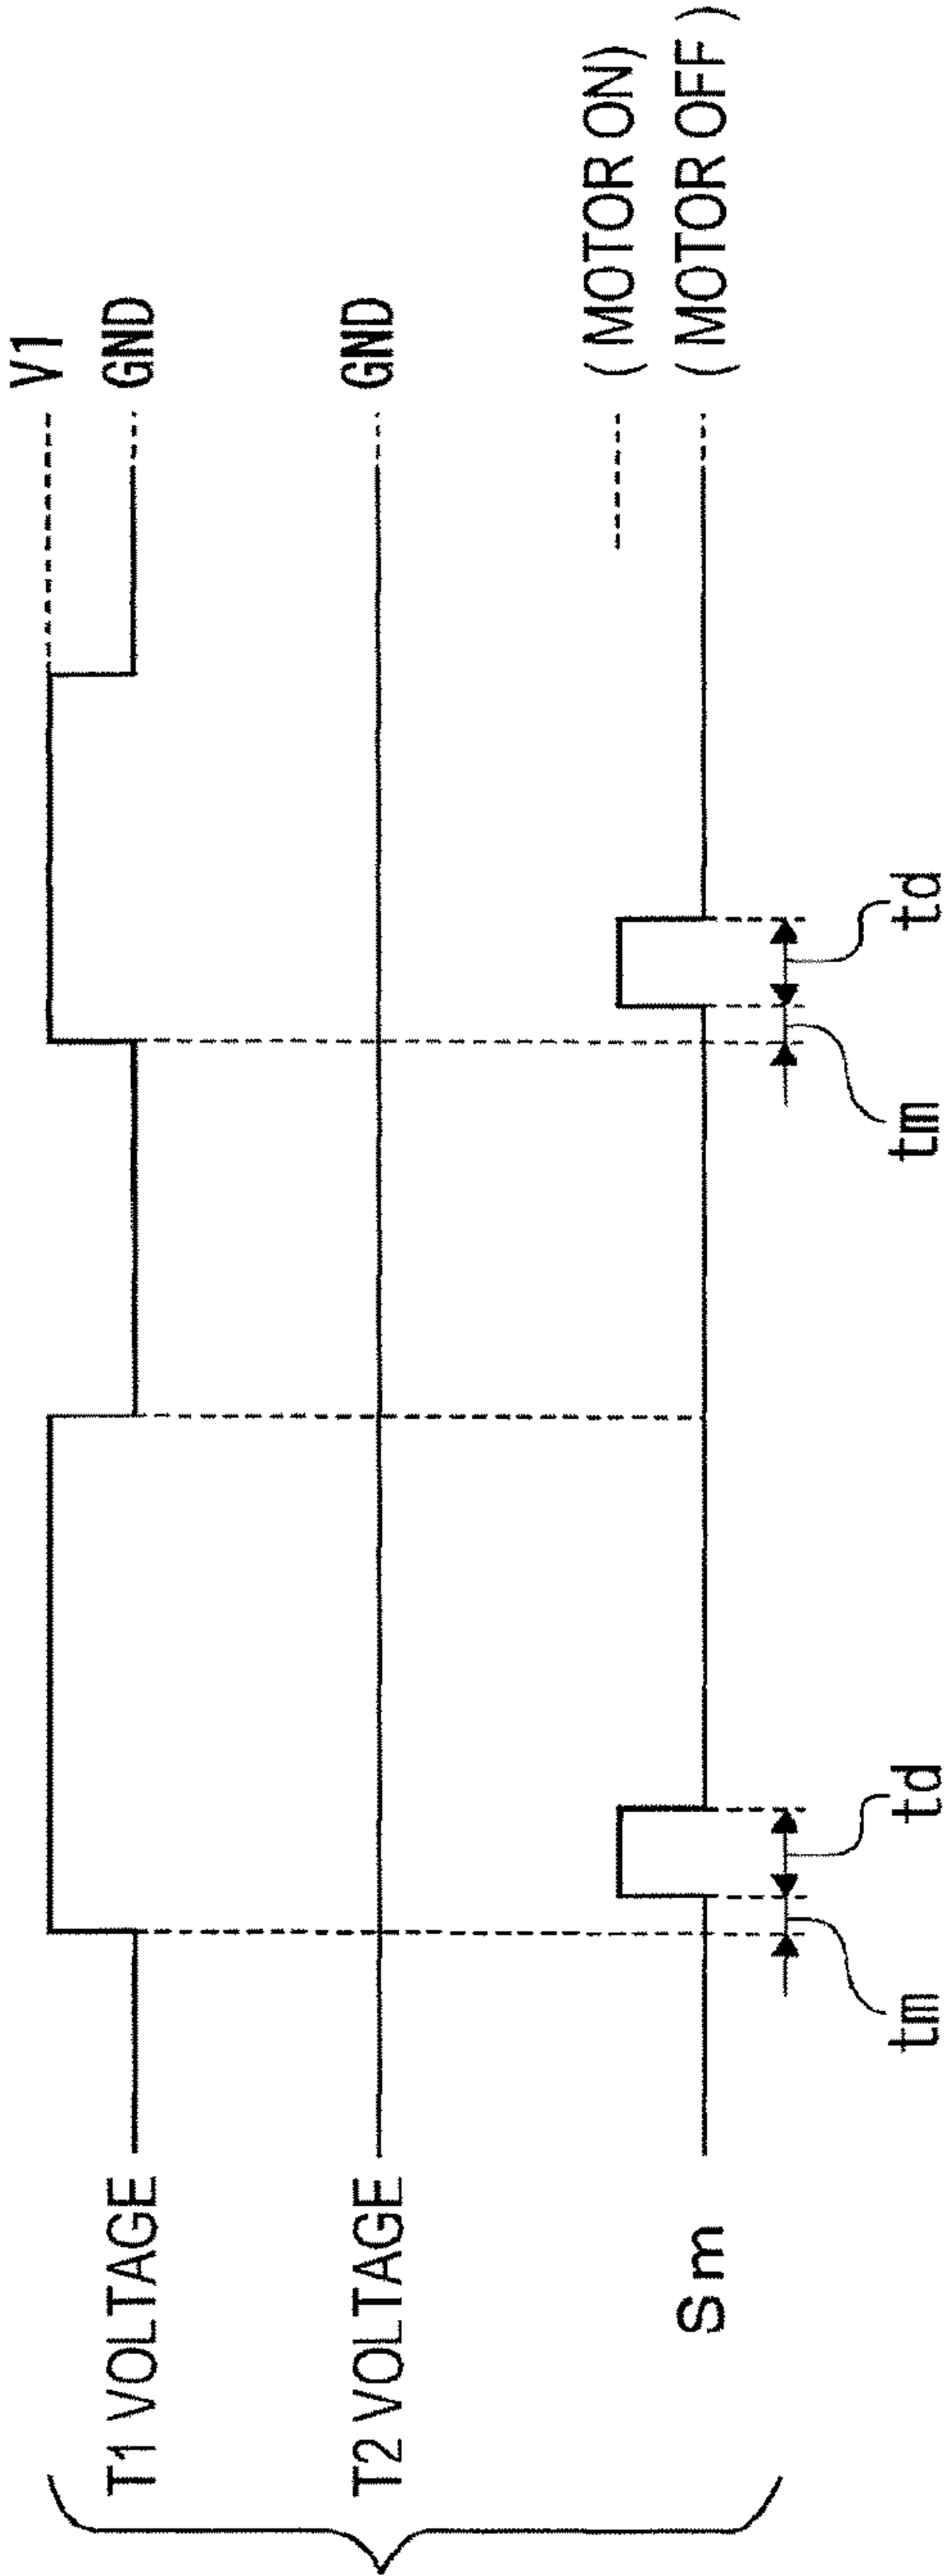 T1 VOLTAGE
V1
GND
T2 VOLTAGE
GND
Sm
(MOTOR ON)
(MOTOR OFF)
tm
td
tm
td